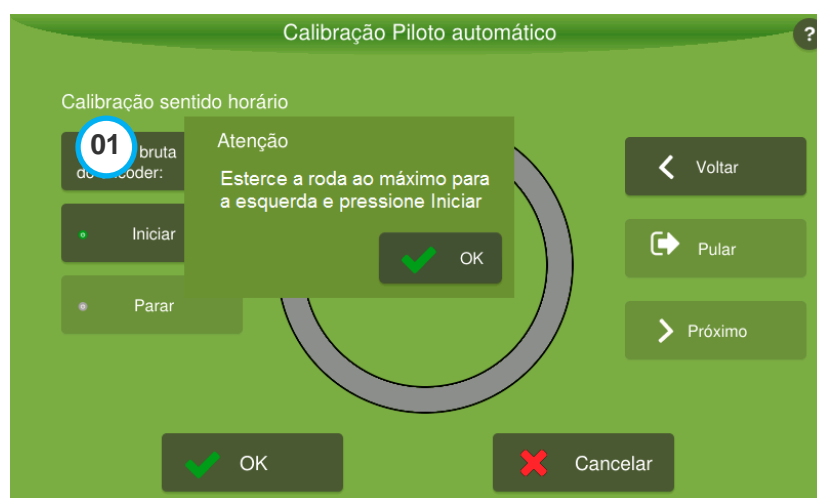 Calibração Piloto automático
?
Calibração sentido horário
01
bruta
do
coder:
Atenção
Esterce a roda ao máximo para
a esquerda e pressione Iniciar
OK
Iniciar
Parar
Voltar
Pular
Próximo
OK
Cancelar